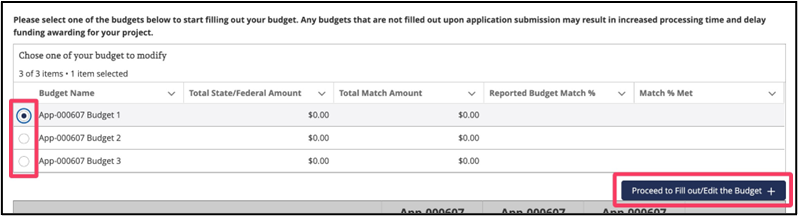 Please select one of the budgets below to start filling out your budget. Any budgets that are not filled out upon application submission may result in increased processing time and delay
funding awarding for your project.
Chose one of your budget to modify
3 of 3 items • 1 item selected
Budget Name Total State/Federal Amount Total Match Amount Reported Budget Match % Match % Met
App-000607 Budget 1 $0.00 $0.00
App-000607 Budget 2 $0.00 $0.00
App-000607 Budget 3 $0.00 $0.00
Proceed to Fill out/Edit the Budget +
App-000607 App-000607 App-000607